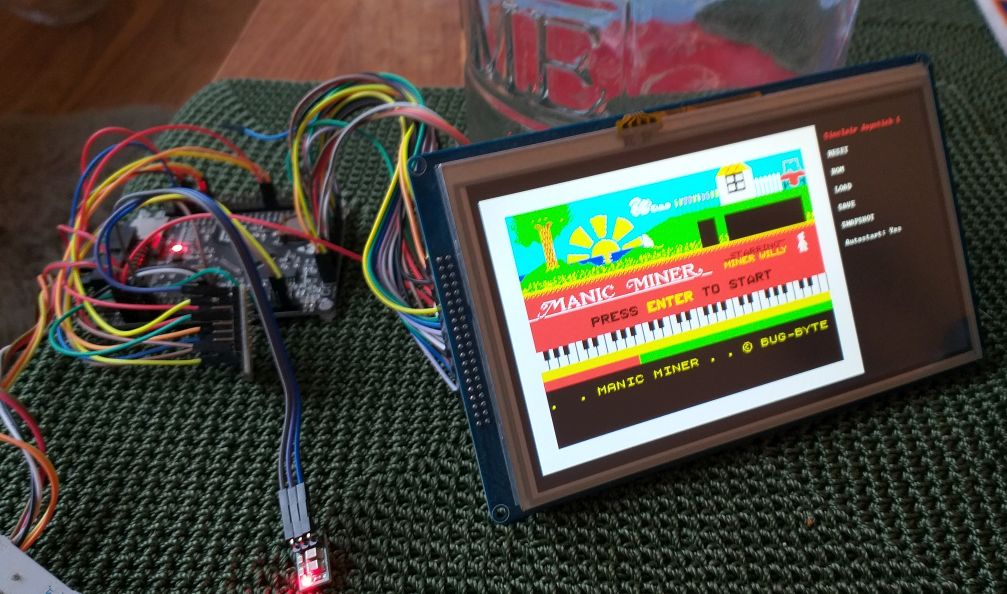 Sinclair Joystick 1
RESET
ROM
LOAD
SAVE
SNAPSHOT
Autostart: Yes
STARRING
MINER WILLY
MANIC MINER
PRESS ENTER TO START
. . MANIC MINER . . © BUG-BYTE